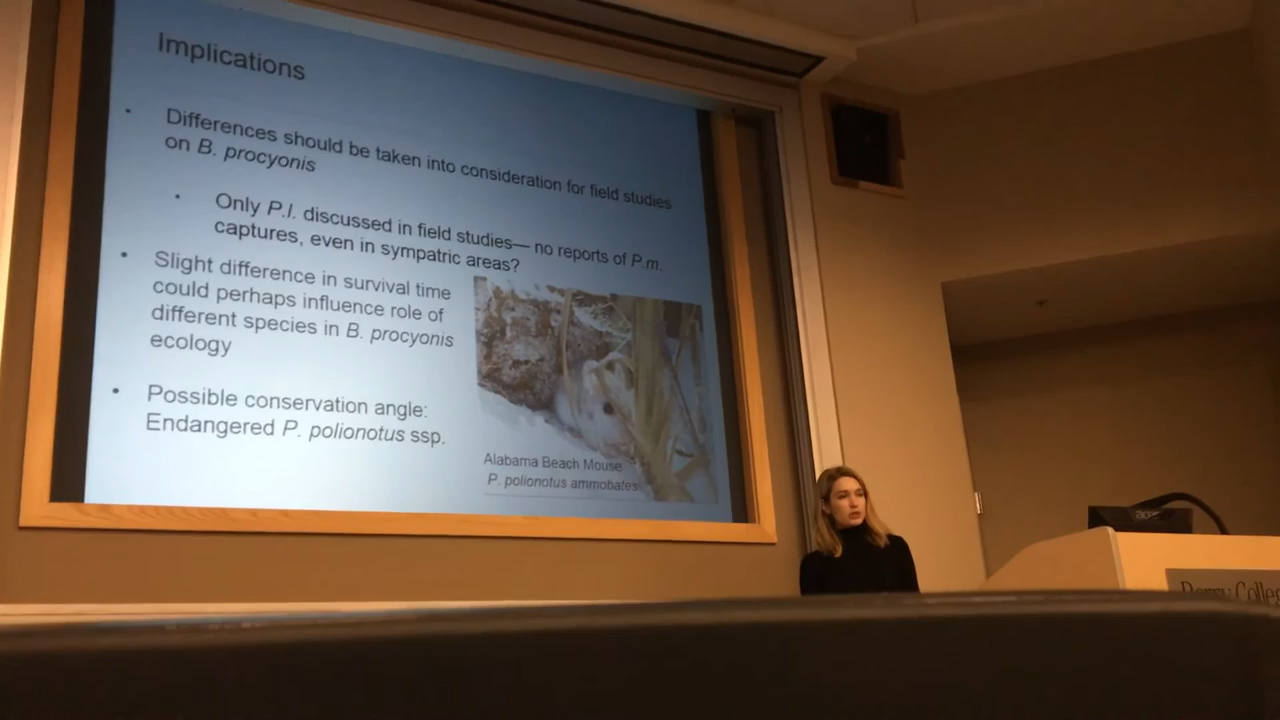 Implications
• Differences should be taken into consideration for field studies
on B. procyonis
• Only P.l. discussed in field studies— no reports of P.m.
captures, even in sympatric areas?
• Slight difference in survival time
could perhaps influence role of
different species in B. procyonis
ecology
• Possible conservation angle:
Endangered P. polionotus ssp.
Alabama Beach Mouse
P. polionotus ammobates
acer